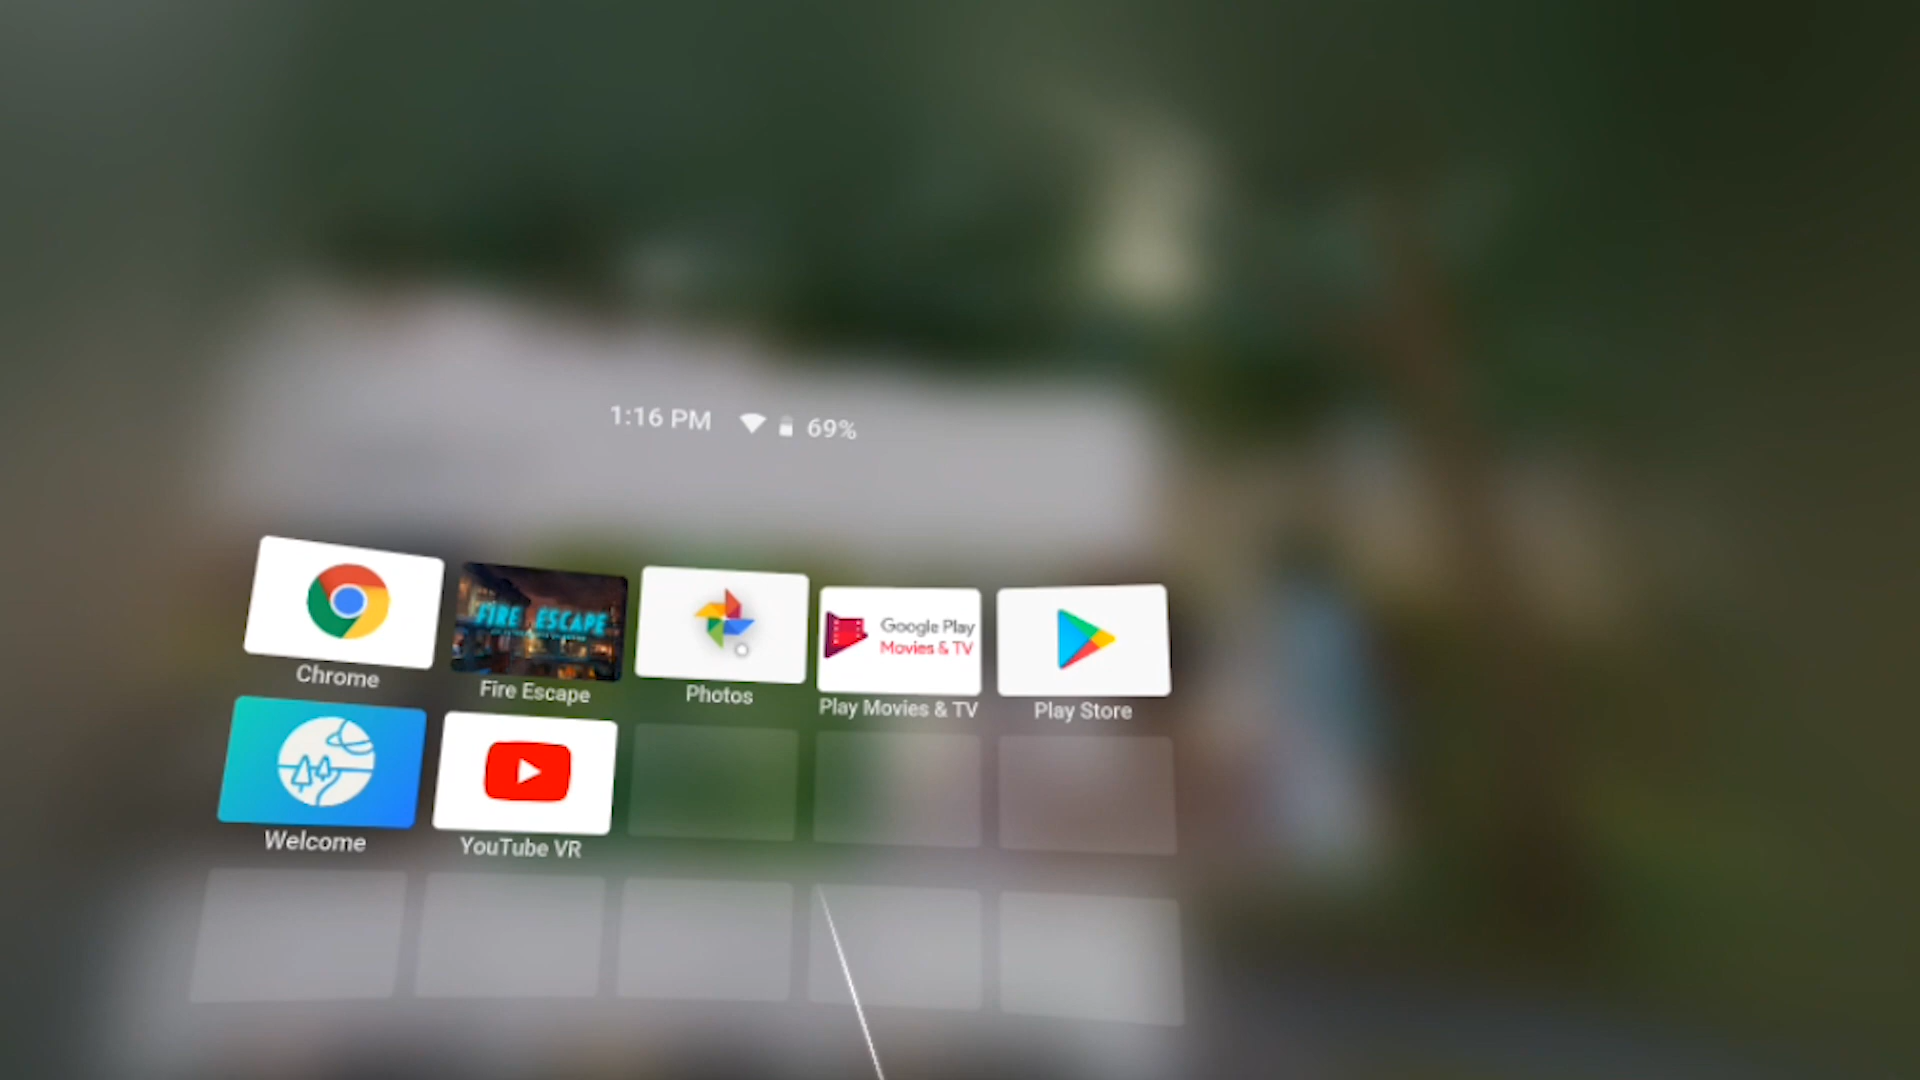 1:16 PM 69%
Chrome
FIRE ESCAPE
Fire Escape
Photos
Google Play
Movies & TV
Play Movies & TV
Play Store
Welcome
YouTube VR